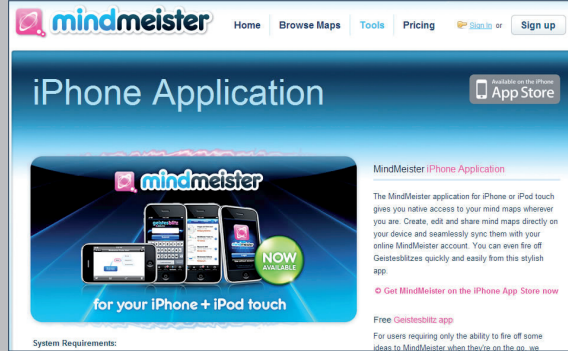 mindmeister
Home Browse Maps Tools Pricing Sign In or Sign up
iPhone Application
Available on the iPhone
App Store
mindmeister
geistesblitz
NOW
AVAILABLE
for your iPhone + iPod touch
System Requirements:
MindMeister iPhone Application
The MindMeister application for iPhone or iPod touch
gives you native access to your mind maps wherever
you are. Create, edit and share mind maps directly on
your device and seamlessly sync them with your
online MindMeister account. You can even fire off
Geistesblitzes quickly and easily from this stylish
app.
Get MindMeister on the iPhone App Store now
Free Geistesblitz app
For users requiring only the ability to fire off some
ideas to MindMeister when they're on the go, we